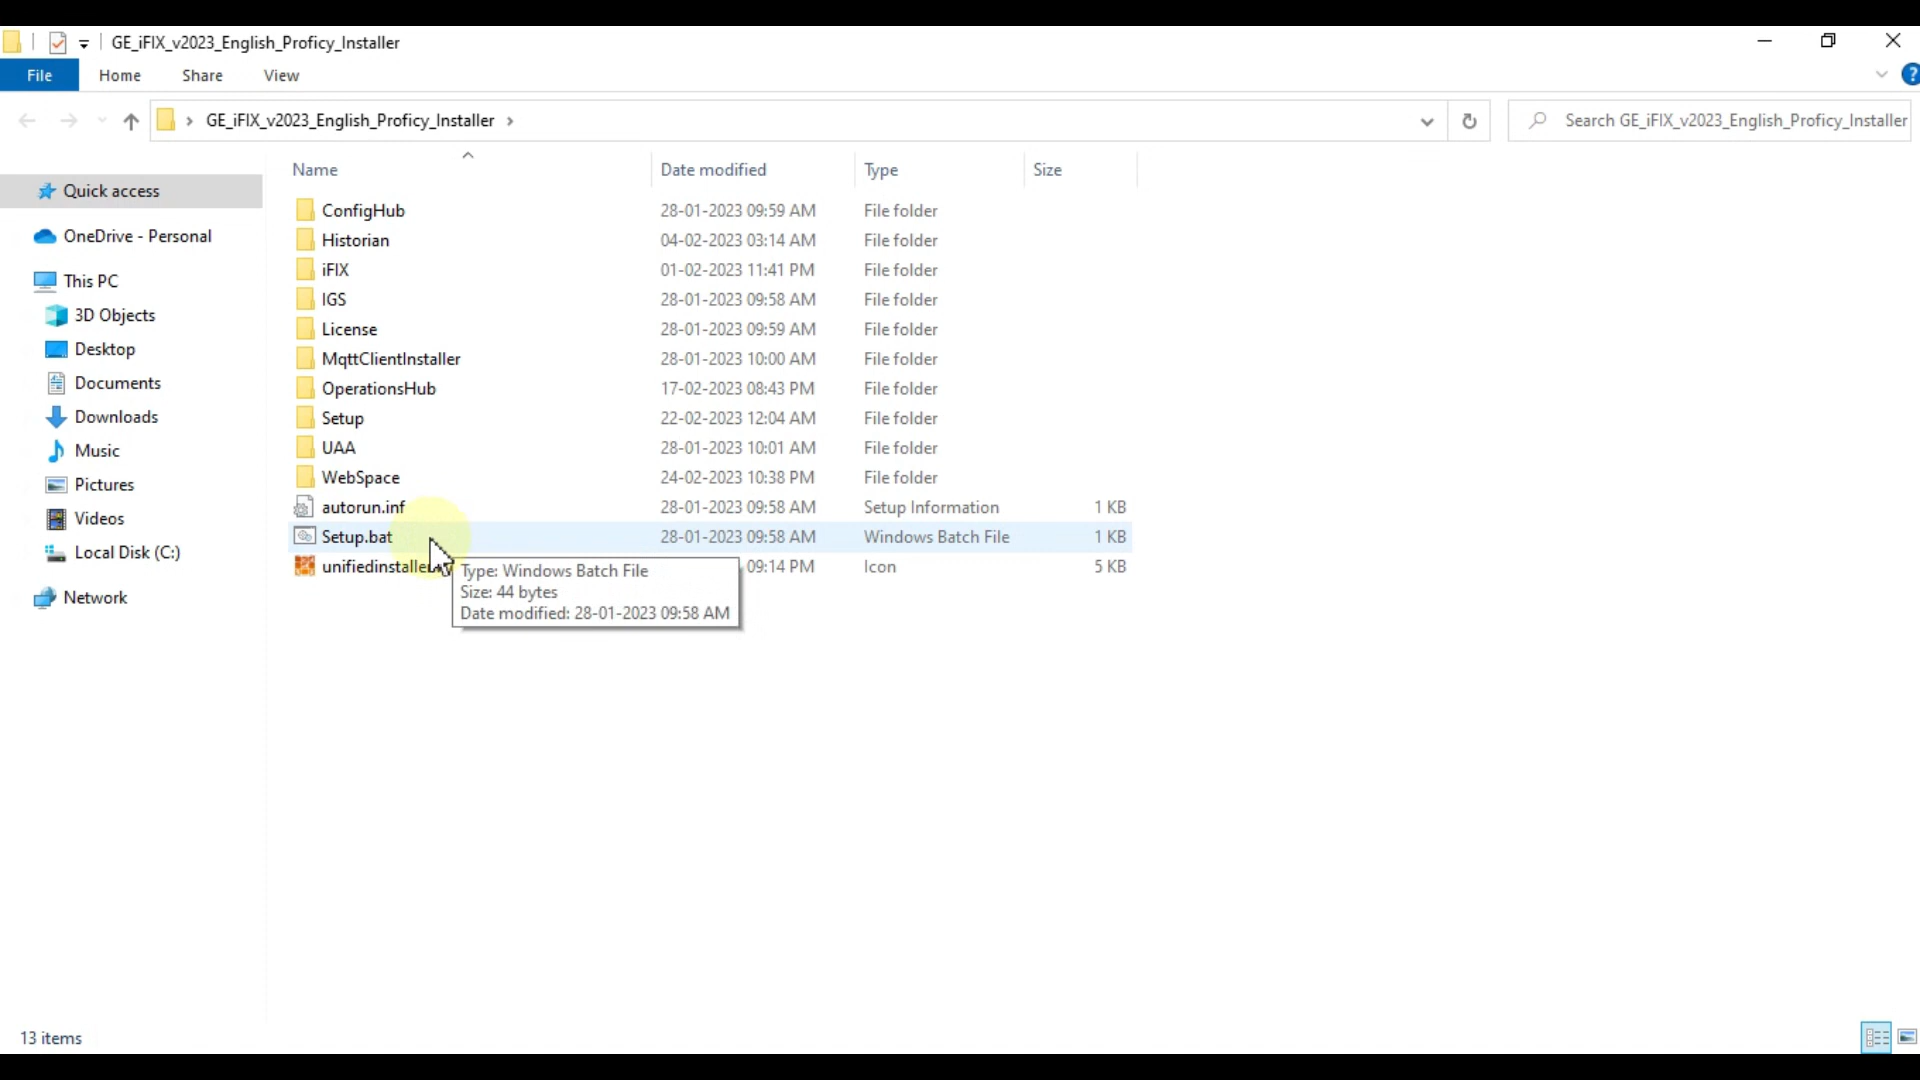 GE_iFIX_v2023_English_Proficy_Installer
File Home Share View
GE_iFIX_v2023_English_Proficy_Installer
Search GE_iFIX_v2023_English_Proficy_Installer
Name Date modified Type Size
Quick access
OneDrive - Personal
This PC
3D Objects
Desktop
Documents
Downloads
Music
Pictures
Videos
Local Disk (C:)
Network
ConfigHub 28-01-2023 09:59 AM File folder
Historian 04-02-2023 03:14 AM File folder
iFIX 01-02-2023 11:41 PM File folder
IGS 28-01-2023 09:58 AM File folder
License 28-01-2023 09:59 AM File folder
MqttClientInstaller 28-01-2023 10:00 AM File folder
OperationsHub 17-02-2023 08:43 PM File folder
Setup 22-02-2023 12:04 AM File folder
UAA 28-01-2023 10:01 AM File folder
WebSpace 24-02-2023 10:38 PM File folder
autorun.inf 28-01-2023 09:58 AM Setup Information 1 KB
Setup.bat 28-01-2023 09:58 AM Windows Batch File 1 KB
09:14 PM Icon 5 KB
Type: Windows Batch File
Size: 44 bytes
Date modified: 28-01-2023 09:58 AM
13 items